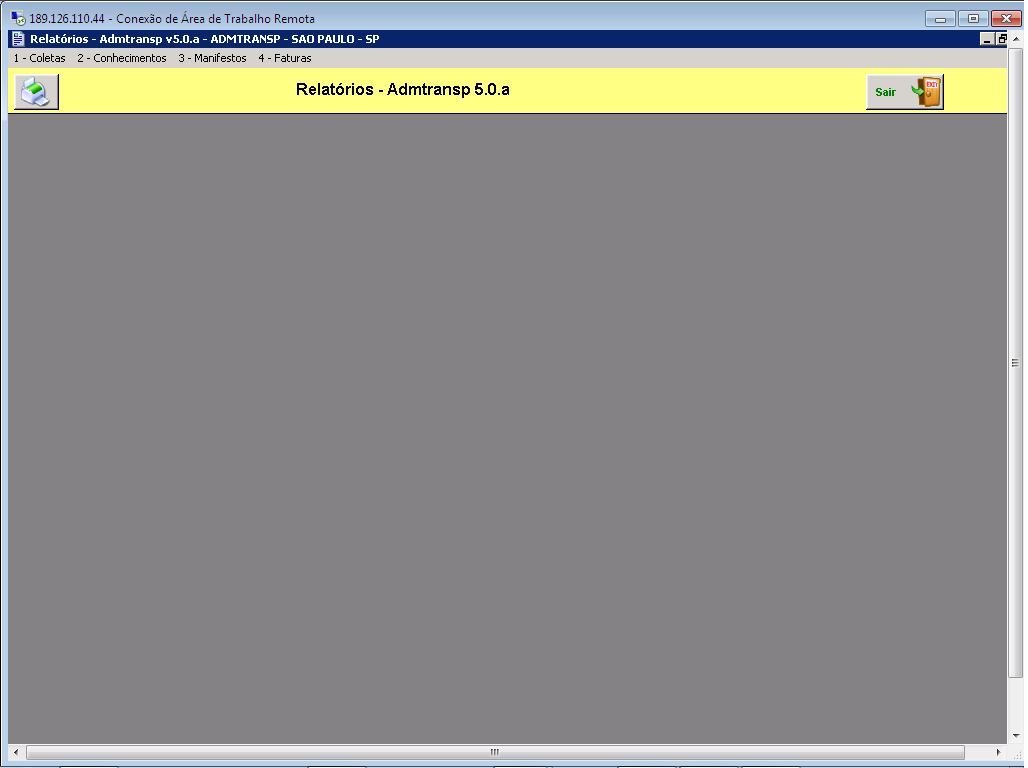 189.126.110.44 - Conexão de Área de Trabalho Remota
Relatórios - Admtransp v5.0.a - ADMTRANSP - SAO PAULO - SP
1 - Coletas 2 - Conhecimentos 3 - Manifestos 4 - Faturas
Relatórios - Admtransp 5.0.a
Sair
EXIT